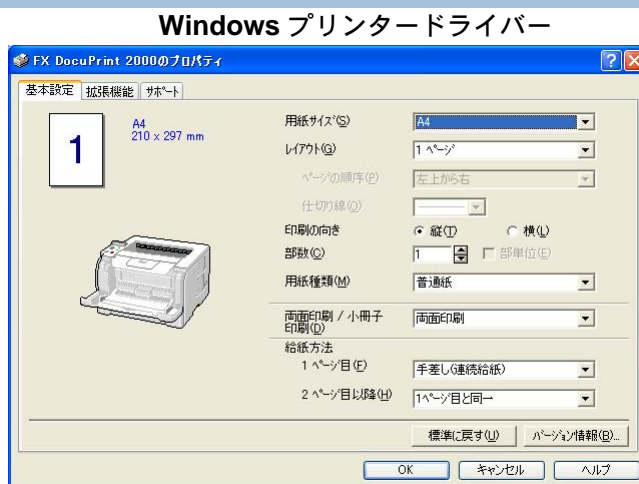 Windows プリンタードライバー
FX DocuPrint 2000のプロパティ
基本設定 拡張機能 サポート
1
A4
210 x 297 mm
用紙サイズ(S) A4
レイアウト(G) 1 ページ
ページの順序(P) 左上から右
仕切り線(O)
印刷の向き 縦(T) 横(L)
部数(C) 1 部単位(E)
用紙種類(M) 普通紙
両面印刷 / 小冊子
印刷(D) 両面印刷
給紙方法
1 ページ目(F) 手差し(連続給紙)
2 ページ目以降(H) 1ページ目と同一
標準に戻す(U) バージョン情報(B)...
OK キャンセル ヘルプ